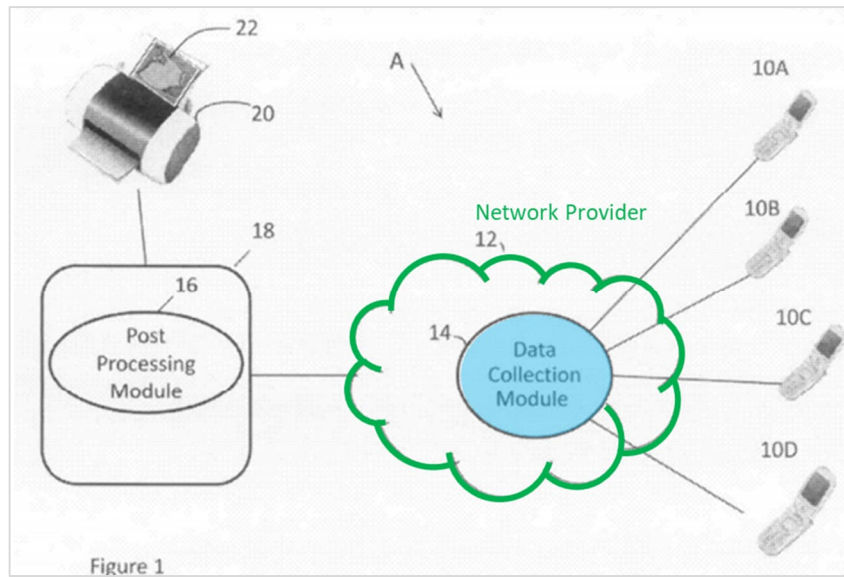 22
A
10A
20
Network Provider
10B
18
12
16
10C
14
Post
Processing
Module
Data
Collection
Module
10D
Figure 1